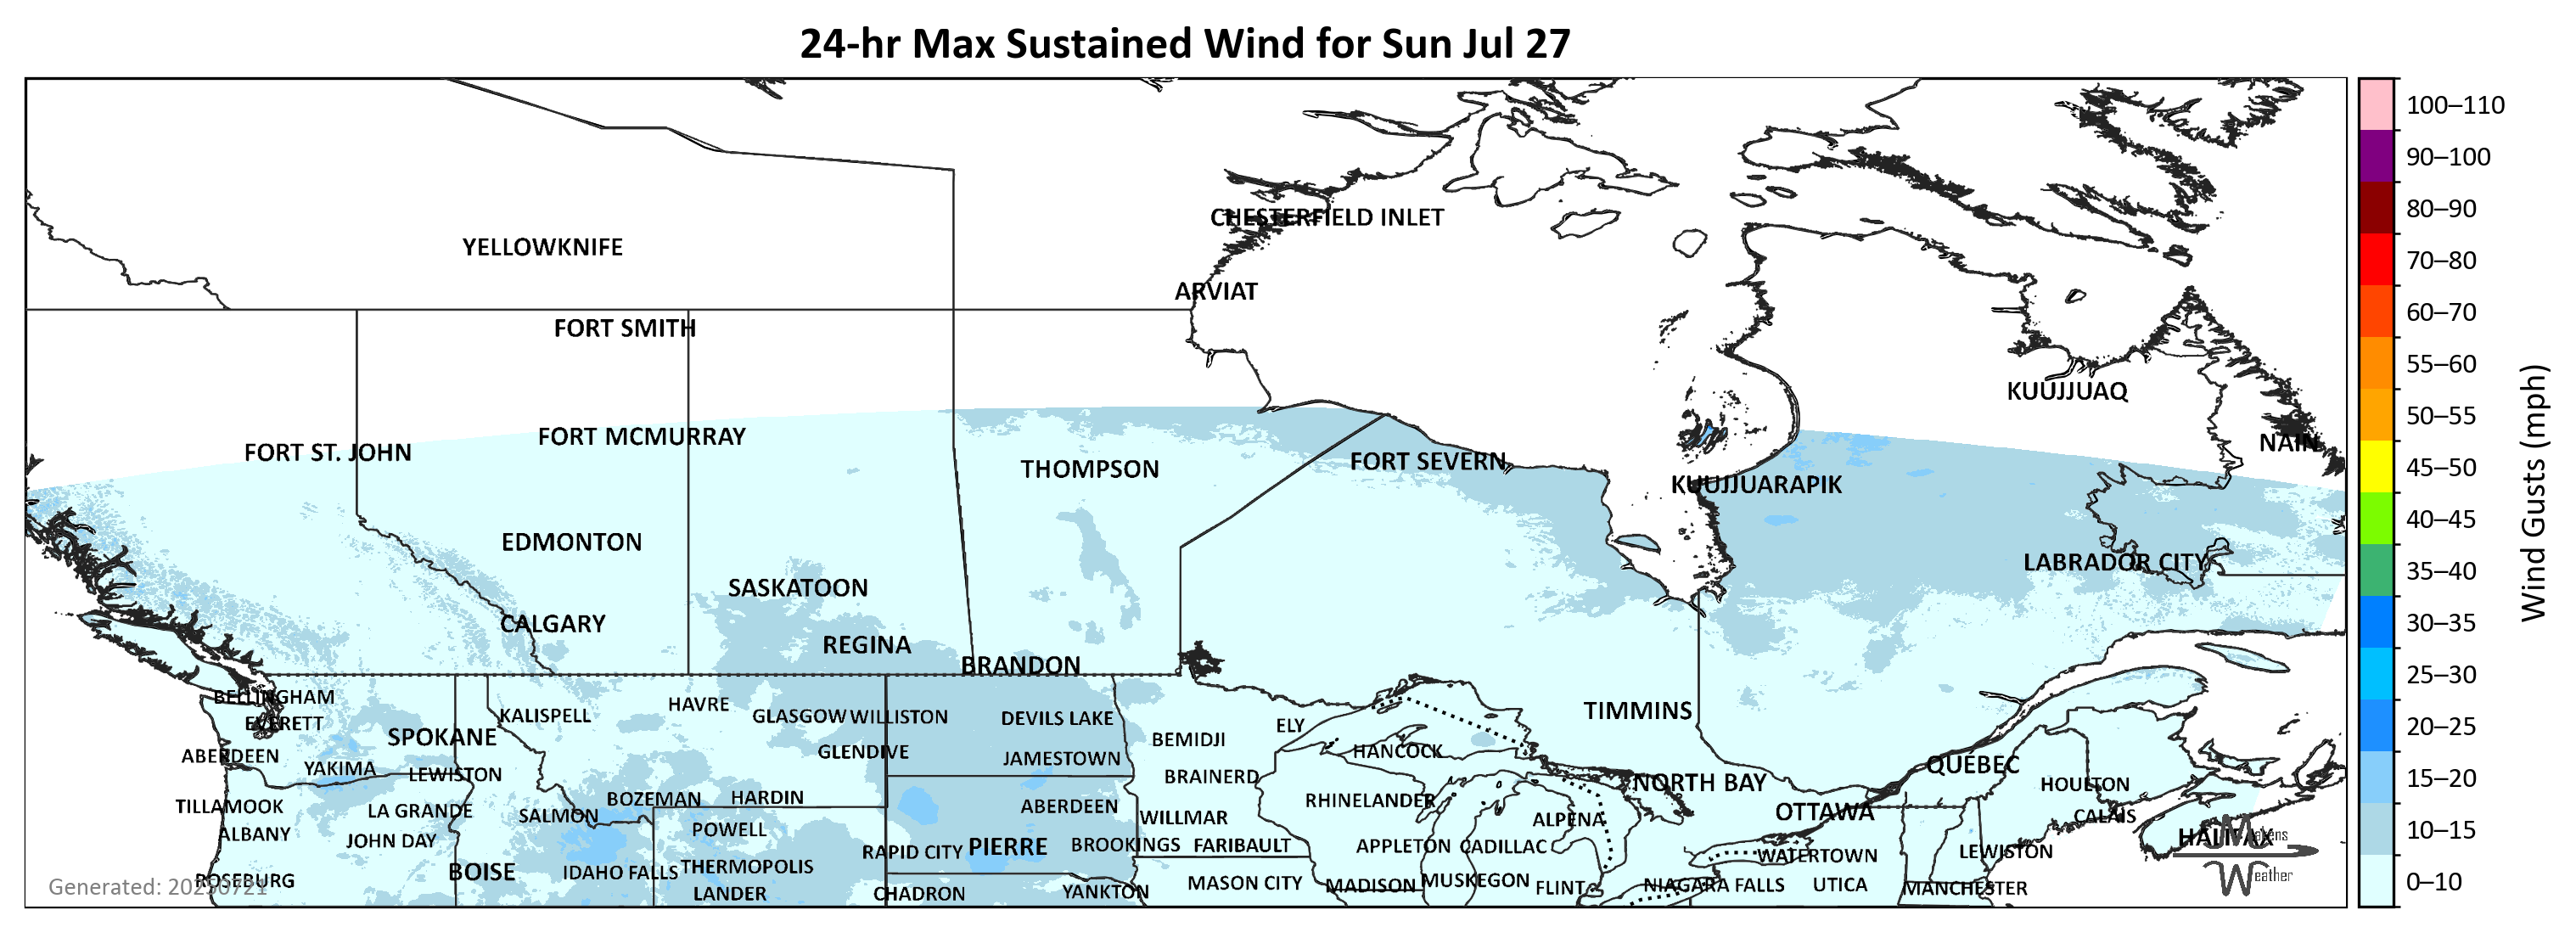 24-hr Max Sustained Wind for Sun Jul 27
100–110
90–100
80–90
70–80
60–70
55–60
50–55
45–50
40–45
35–40
30–35
25–30
20–25
15–20
10–15
0–10
Wind Gusts (mph)
CHESTERFIELD INLET
YELLOWKNIFE
ARVIAT
FORT SMITH
KUUJJUAQ
FORT MCMURRAY
NAIN
FORT ST. JOHN
FORT SEVERN
THOMPSON
KUUJJUARAPIK
EDMONTON
LABRADOR CITY
SASKATOON
CALGARY
REGINA
BRANDON
BELLINGHAM
HAVRE
TIMMINS
KALISPELL
GLASGOW
WILLISTON
DEVILS LAKE
EVERETT
ELY
SPOKANE
BEMIDJI
GLENDIVE
HANCOCK
ABERDEEN
JAMESTOWN
QUÉBEC
YAKIMA
LEWISTON
BRAINERD
NORTH BAY
HOULTON
BOZEMAN
HARDIN
RHINELANDER
TILLAMOOK
LA GRANDE
ABERDEEN
OTTAWA
SALMON
WILLMAR
CALAIS
ALPENA
POWELL
ALBANY
HALIFAX
Makens
Weather
JOHN DAY
PIERRE
BROOKINGS
FARIBAULT
APPLETON
CADILLAC
RAPID CITY
LEWISTON
WATERTOWN
THERMOPOLIS
BOISE
IDAHO FALLS
ROSEBURG
MUSKEGON
MASON CITY
MADISON
NIAGARA FALLS
UTICA
Generated: 20250721
FLINT
MANCHESTER
YANKTON
LANDER
CHADRON